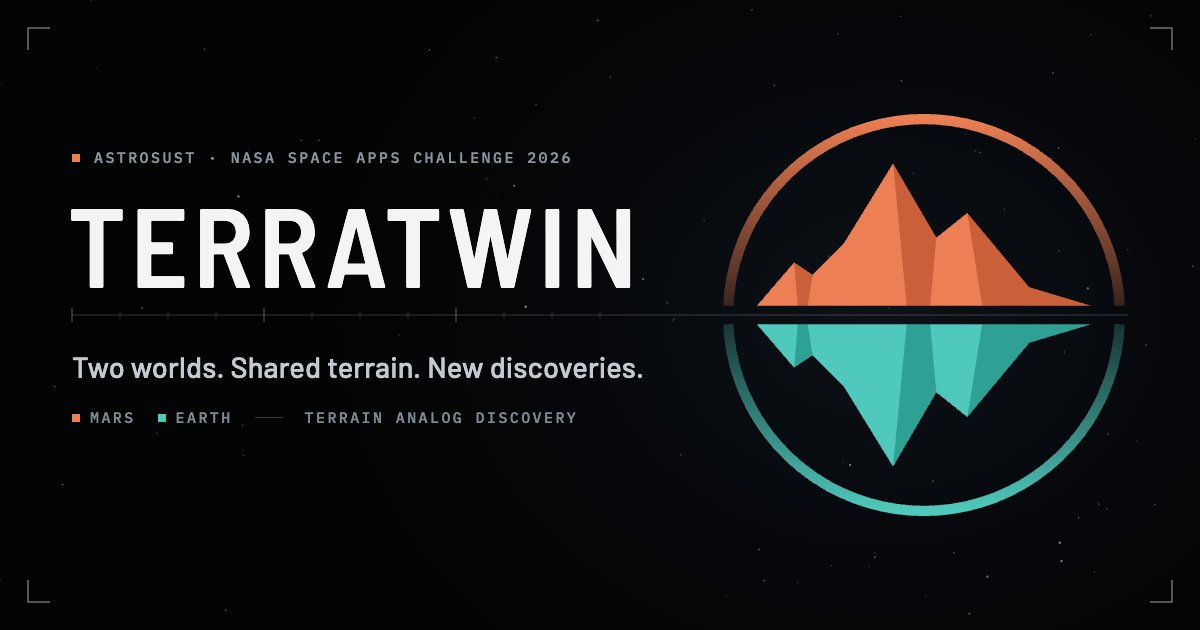 ASTROSUST · NASA SPACE APPS CHALLENGE 2026
TERRATWIN
Two worlds. Shared terrain. New discoveries.
MARS EARTH — TERRAIN ANALOG DISCOVERY